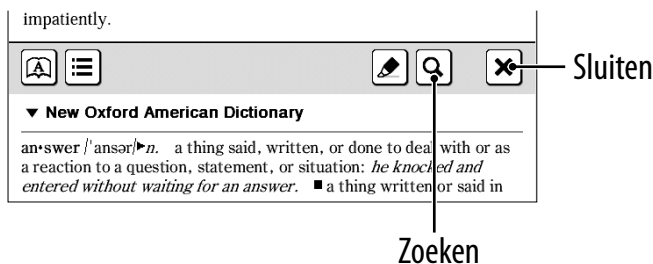 impatiently.
Sluiten
▼ New Oxford American Dictionary
an•swer /ˈansər/▶n. a thing said, written, or done to deal with or as
a reaction to a question, statement, or situation: he knocked and
entered without waiting for an answer. ■ a thing written or said in
Zoeken